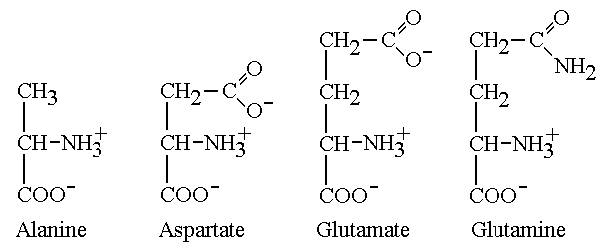 CH₂ C O O⁻ CH₂ C O NH₂
CH₃ CH₂ C O O⁻ CH₂ CH₂
CH NH₃⁺ CH NH₃⁺ CH NH₃⁺ CH NH₃⁺
COO⁻ COO⁻ COO⁻ COO⁻
Alanine Aspartate Glutamate Glutamine